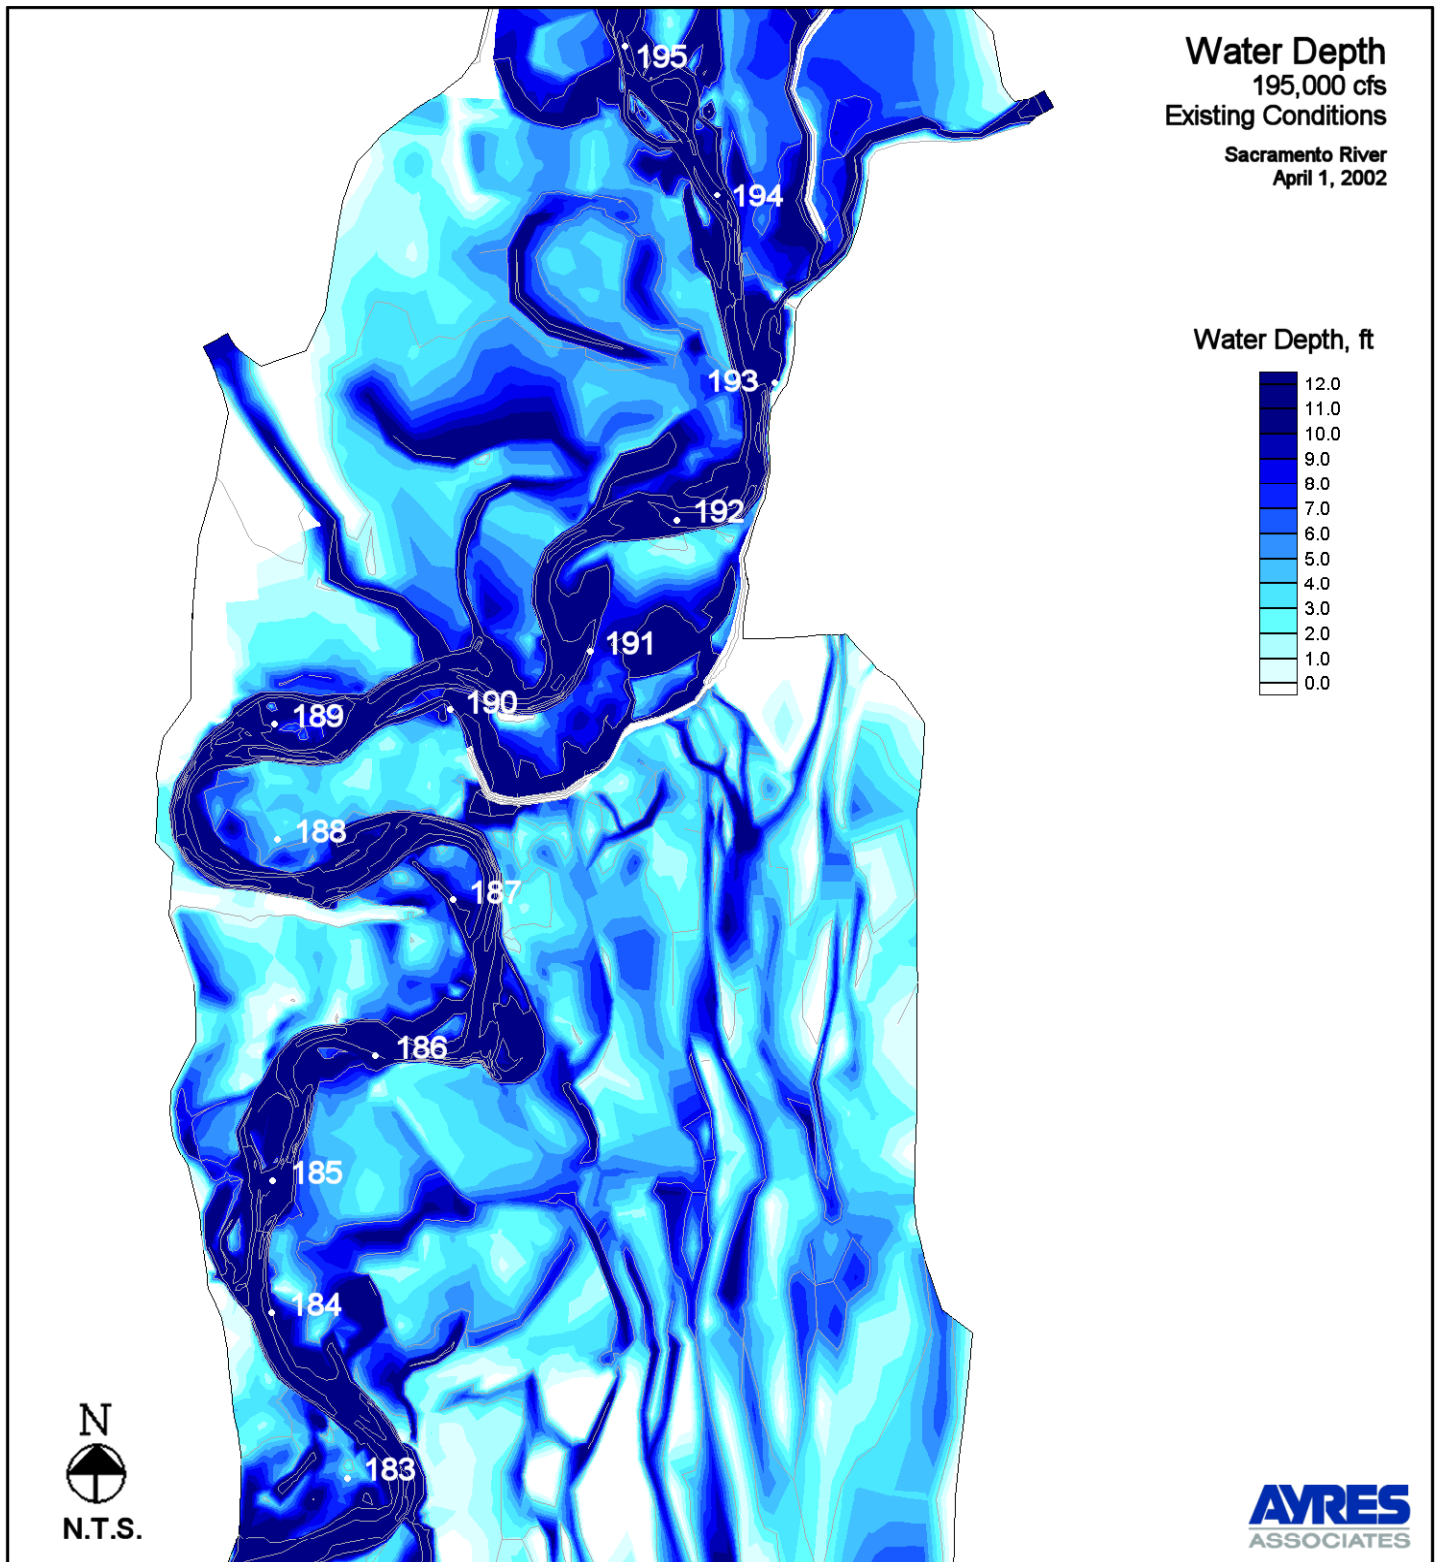 Water Depth
195,000 cfs
Existing Conditions
Sacramento River
April 1, 2002
195
194
193
192
191
190
189
188
187
186
185
184
183
Water Depth, ft
12.0
11.0
10.0
9.0
8.0
7.0
6.0
5.0
4.0
3.0
2.0
1.0
0.0
N
N.T.S.
AYRES
ASSOCIATES